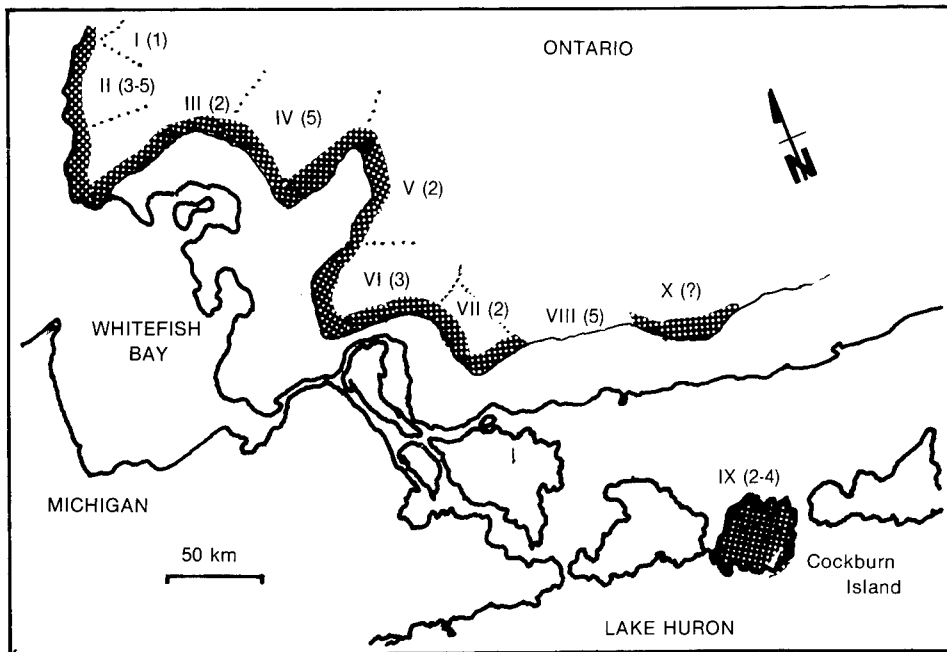 I (1)
ONTARIO
II (3-5)
III (2)
IV (5)
N
V (2)
VI (3)
X (?)
VII (2)
VIII (5)
WHITEFISH
BAY
IX (2-4)
MICHIGAN
50 km
Cockburn
Island
LAKE HURON